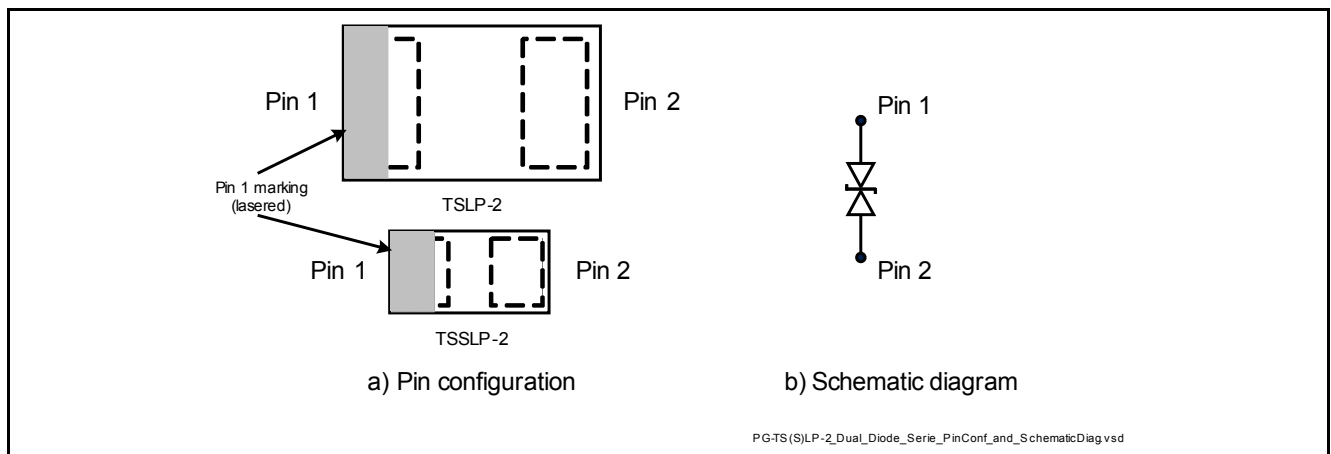 Pin 1
Pin 2
Pin 1 marking
(lasered)
TSLP-2
Pin 1
Pin 2
TSSLP-2
a) Pin configuration
Pin 1
Pin 2
b) Schematic diagram
PG-TS(S)LP-2_Dual_Diode_Serie_PinConf_and_SchematicDiag.vsd